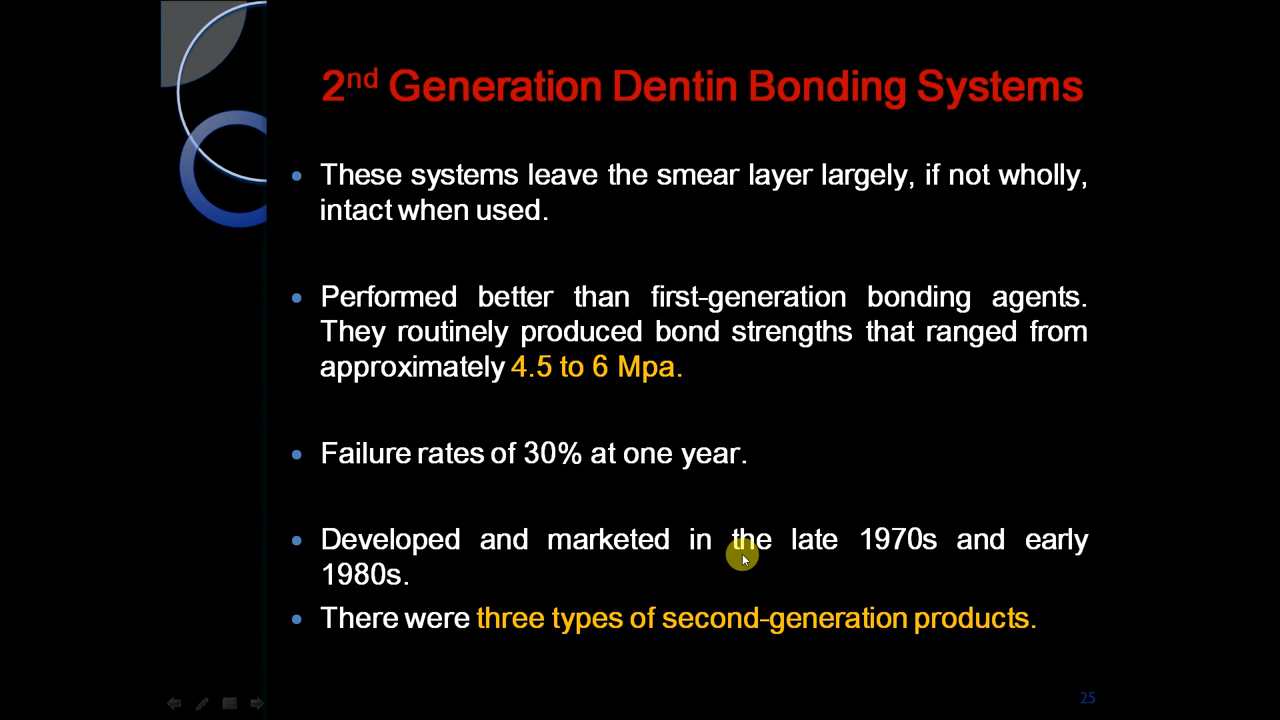 2nd Generation Dentin Bonding Systems
• These systems leave the smear layer largely, if not wholly,
intact when used.
• Performed better than first-generation bonding agents.
They routinely produced bond strengths that ranged from
approximately 4.5 to 6 Mpa.
• Failure rates of 30% at one year.
• Developed and marketed in the late 1970s and early
1980s.
• There were three types of second-generation products.
25